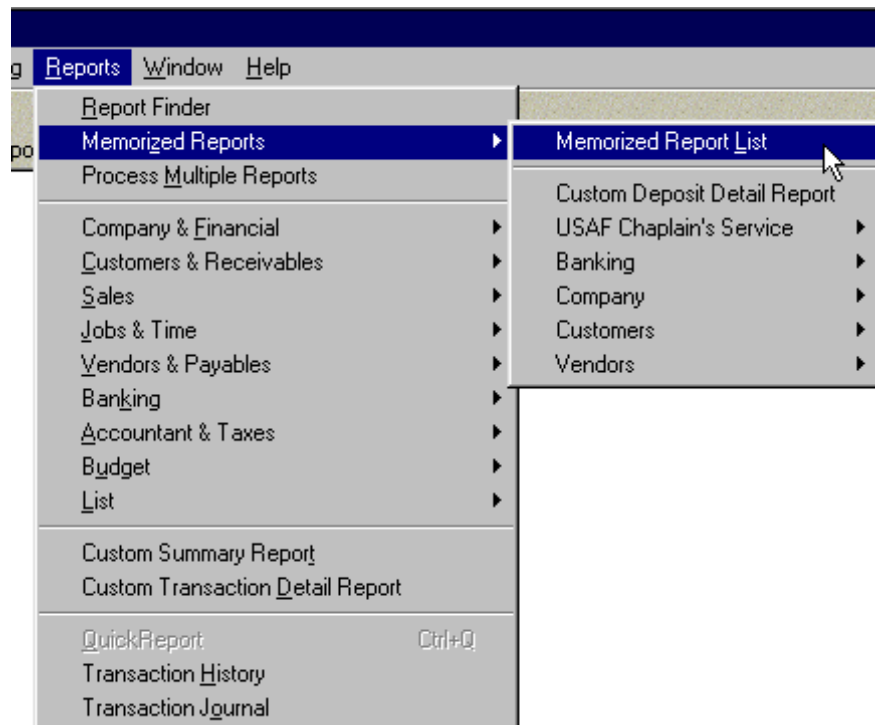 g Reports Window Help
Report Finder
po Memorized Reports
Process Multiple Reports
Company & Financial
Customers & Receivables
Sales
Jobs & Time
Vendors & Payables
Banking
Accountant & Taxes
Budget
List
Custom Summary Report
Custom Transaction Detail Report
QuickReport Ctrl+Q
Transaction History
Transaction Journal
Memorized Report List
Custom Deposit Detail Report
USAF Chaplain's Service
Banking
Company
Customers
Vendors